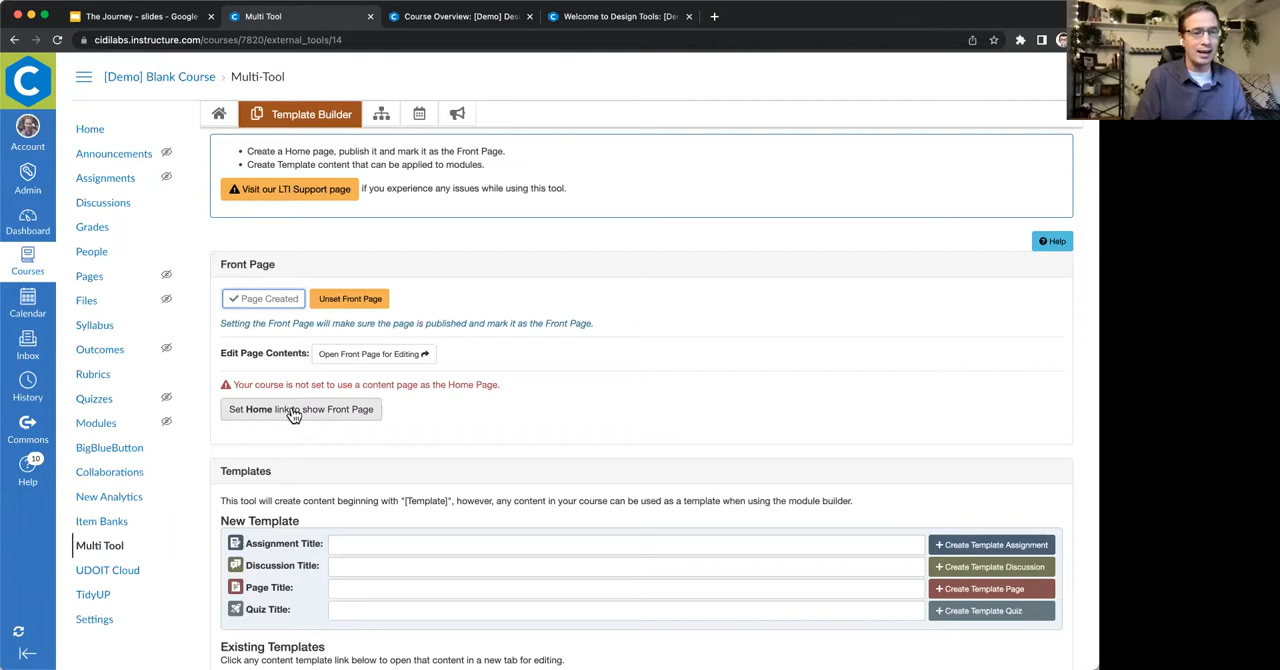 The Journey - slides - Google
Multi Tool
Course Overview: [Demo] De
Welcome to Design Tools: [De
cidilabs.instructure.com/courses/7820/external_tools/14
[Demo] Blank Course › Multi-Tool
Account
Admin
Dashboard
Courses
Calendar
Inbox
History
Commons
10
Help
Home
Announcements
Assignments
Discussions
Grades
People
Pages
Files
Syllabus
Outcomes
Rubrics
Quizzes
Modules
BigBlueButton
Collaborations
New Analytics
Item Banks
Multi Tool
UDOIT Cloud
TidyUP
Settings
Template Builder
• Create a Home page, publish it and mark it as the Front Page.
• Create Template content that can be applied to modules.
Visit our LTI Support page if you experience any issues while using this tool.
Help
Front Page
Page Created Unset Front Page
Setting the Front Page will make sure the page is published and mark it as the Front Page.
Edit Page Contents: Open Front Page for Editing
Your course is not set to use a content page as the Home Page.
Set Home link to show Front Page
Templates
This tool will create content beginning with "[Template]", however, any content in your course can be used as a template when using the module builder.
New Template
Assignment Title: + Create Template Assignment
Discussion Title: + Create Template Discussion
Page Title: + Create Template Page
Quiz Title: + Create Template Quiz
Existing Templates
Click any content template link below to open that content in a new tab for editing.